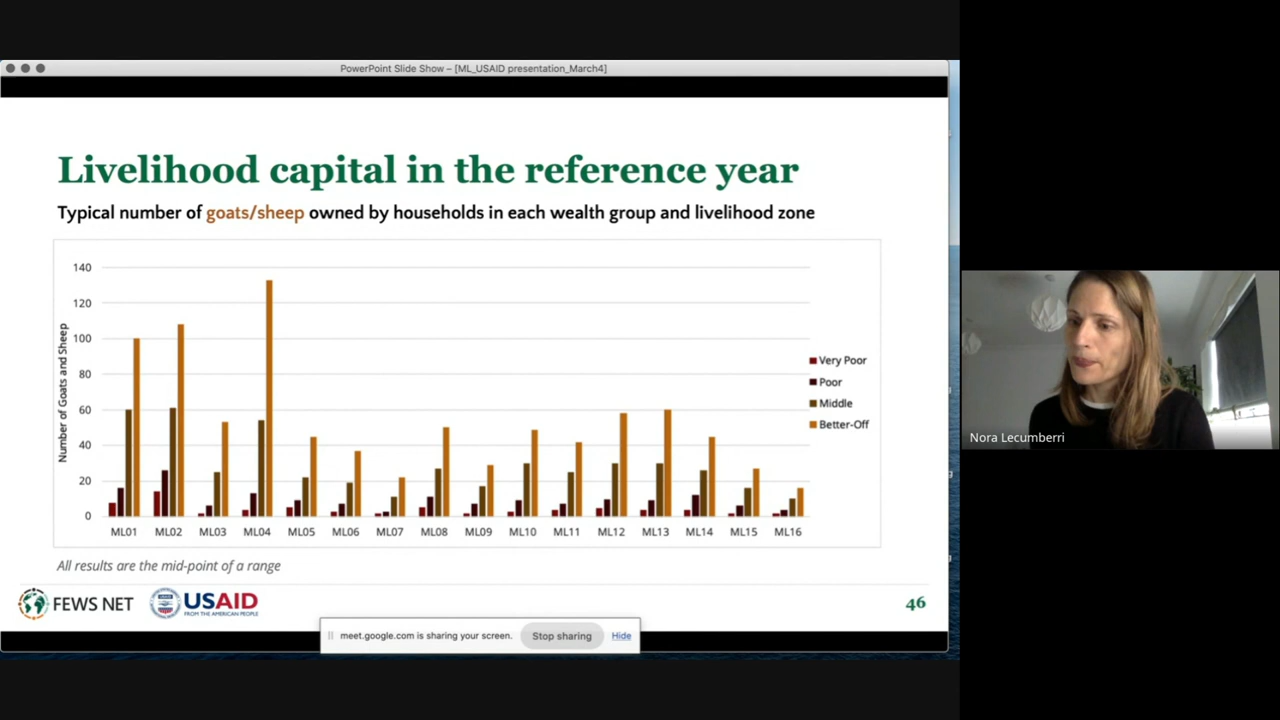 PowerPoint Slide Show – [ML_USAID presentation_March4]
Livelihood capital in the reference year
Typical number of goats/sheep owned by households in each wealth group and livelihood zone
Number of Goats and Sheep
140
120
100
80
60
40
20
0
ML01 ML02 ML03 ML04 ML05 ML06 ML07 ML08 ML09 ML10 ML11 ML12 ML13 ML14 ML15 ML16
Very Poor
Poor
Middle
Better-Off
All results are the mid-point of a range
FEWS NET
USAID
FROM THE AMERICAN PEOPLE
46
meet.google.com is sharing your screen. Stop sharing Hide
Nora Lecumberri